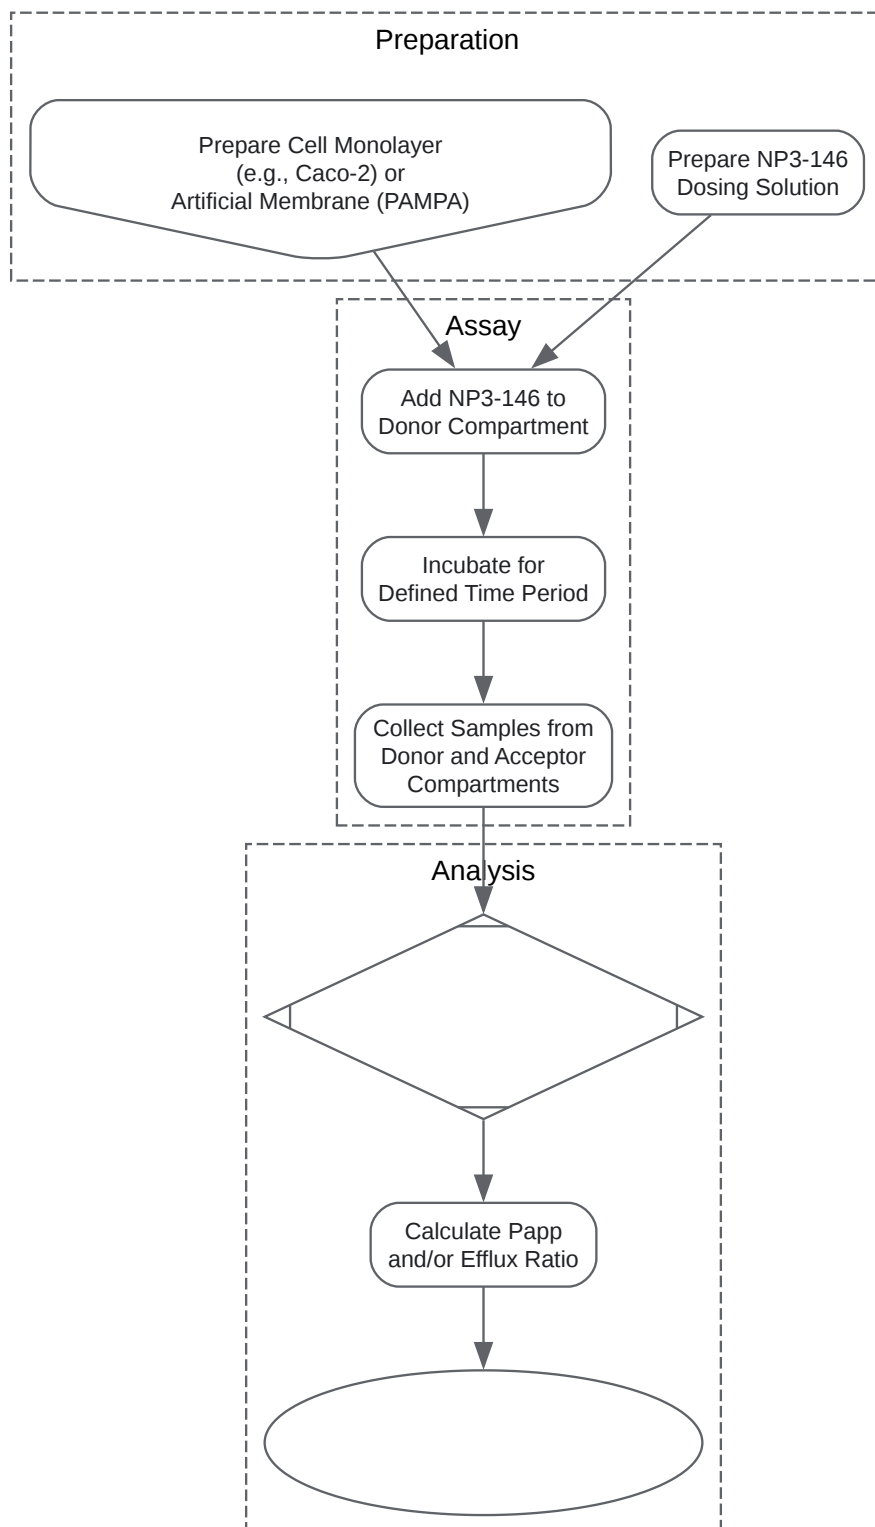 Preparation
Prepare Cell Monolayer
(e.g., Caco-2) or
Artificial Membrane (PAMPA)
Prepare NP3-146
Dosing Solution
Assay
Add NP3-146 to
Donor Compartment
Incubate for
Defined Time Period
Collect Samples from
Donor and Acceptor
Compartments
Analysis
Calculate Papp
and/or Efflux Ratio